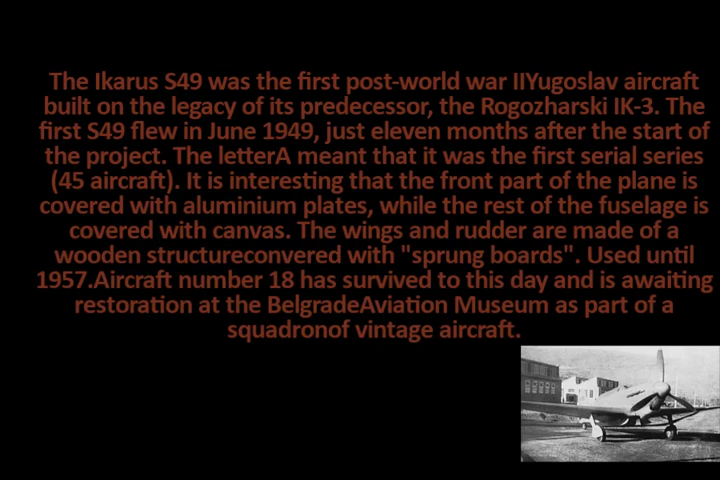 The Ikarus S49 was the first post-world war IIYugoslav aircraft
built on the legacy of its predecessor, the Rogozharski IK-3. The
first S49 flew in June 1949, just eleven months after the start of
the project. The letterA meant that it was the first serial series
(45 aircraft). It is interesting that the front part of the plane is
covered with aluminium plates, while the rest of the fuselage is
covered with canvas. The wings and rudder are made of a
wooden structureconvered with "sprung boards". Used until
1957.Aircraft number 18 has survived to this day and is awaiting
restoration at the BelgradeAviation Museum as part of a
squadronof vintage aircraft.